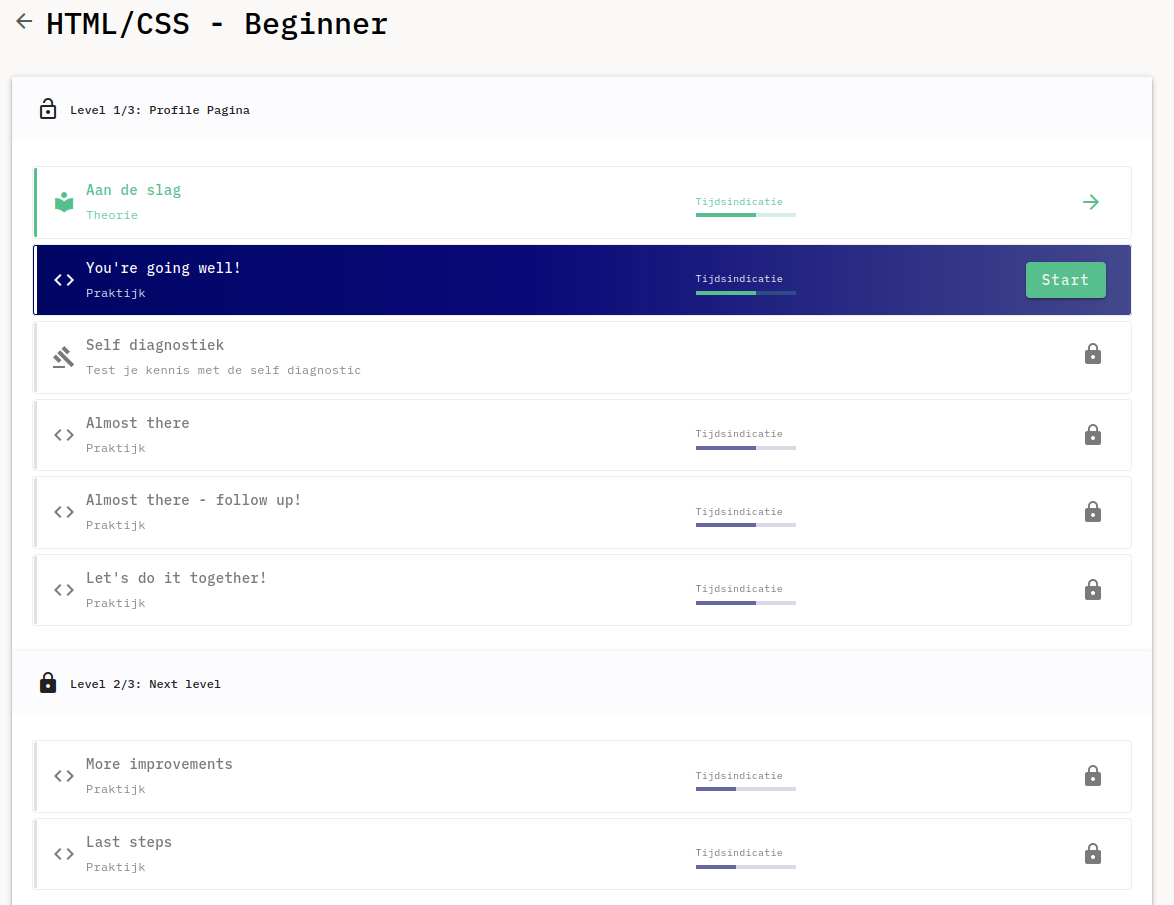 HTML/CSS - Beginner
Level 1/3: Profile Pagina
Aan de slag
Theorie
Tijdsindicatie
You're going well!
Praktijk
Tijdsindicatie
Start
Self diagnostiek
Test je kennis met de self diagnostic
Almost there
Praktijk
Tijdsindicatie
Almost there - follow up!
Praktijk
Tijdsindicatie
Let's do it together!
Praktijk
Tijdsindicatie
Level 2/3: Next level
More improvements
Praktijk
Tijdsindicatie
Last steps
Praktijk
Tijdsindicatie